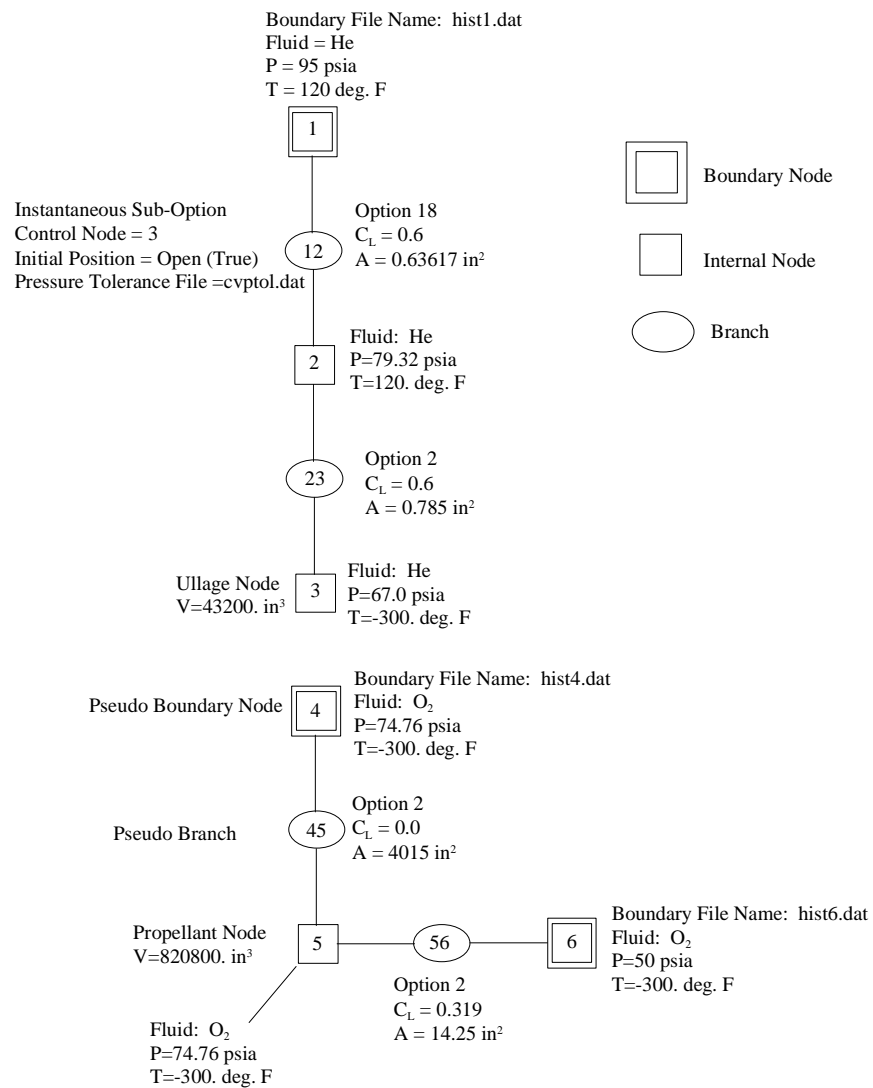 Boundary File Name: hist1.dat
Fluid = He
P = 95 psia
T = 120 deg. F
1
Boundary Node
Instantaneous Sub-Option
Control Node = 3
Initial Position = Open (True)
Pressure Tolerance File =cvptol.dat
12
Option 18
C_L = 0.6
A = 0.63617 in²
Internal Node
Branch
2
Fluid: He
P=79.32 psia
T=120. deg. F
23
Option 2
C_L = 0.6
A = 0.785 in²
Ullage Node
V=43200. in³
3
Fluid: He
P=67.0 psia
T=-300. deg. F
Pseudo Boundary Node
4
Boundary File Name: hist4.dat
Fluid: O₂
P=74.76 psia
T=-300. deg. F
Pseudo Branch
45
Option 2
C_L = 0.0
A = 4015 in²
Propellant Node
V=820800. in³
5
56
6
Boundary File Name: hist6.dat
Fluid: O₂
P=50 psia
T=-300. deg. F
Option 2
C_L = 0.319
A = 14.25 in²
Fluid: O₂
P=74.76 psia
T=-300. deg. F